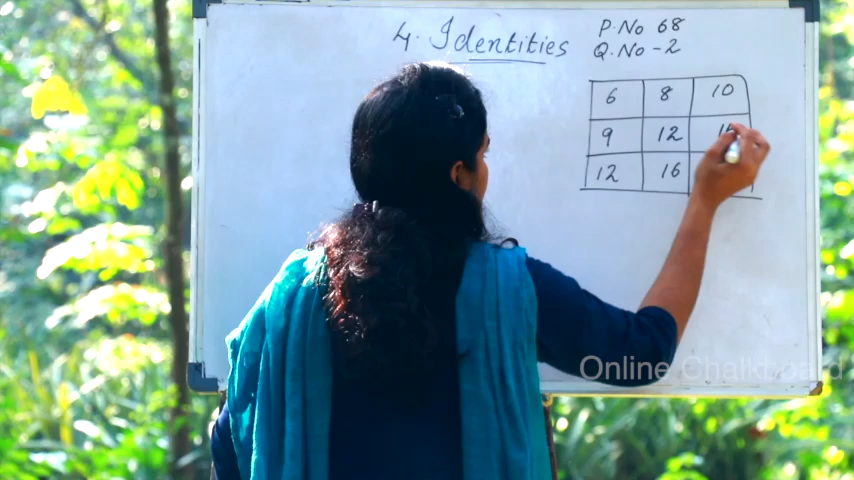 4. Identities
P.No 68
Q.No - 2
6 8 10
9 12
12 16
Online Chalkboard